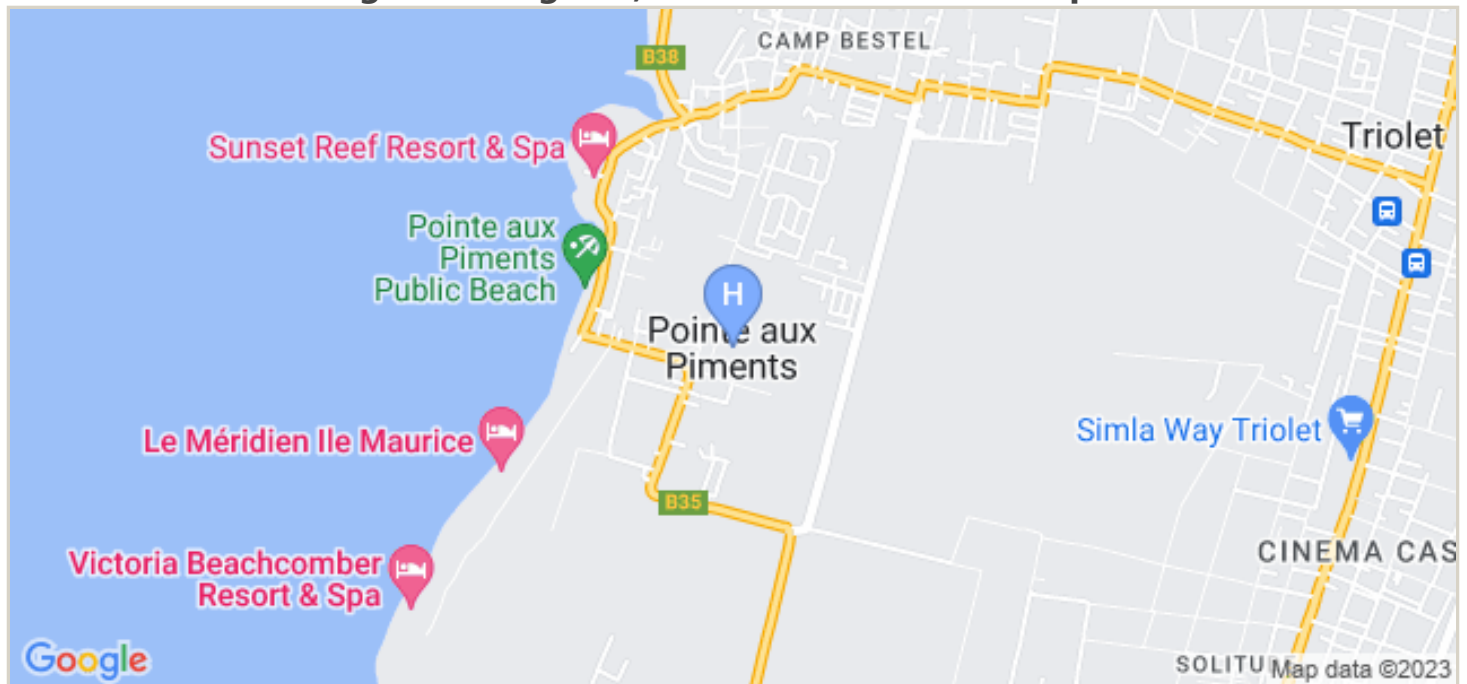 B38
CAMP BESTEL
Sunset Reef Resort & Spa
Triolet
Pointe aux
Piments
Public Beach
H
Pointe aux
Piments
Le Méridien Ile Maurice
Simla Way Triolet
B35
CINEMA CAS
Victoria Beachcomber
Resort & Spa
Google
SOLITU
Map data ©2023